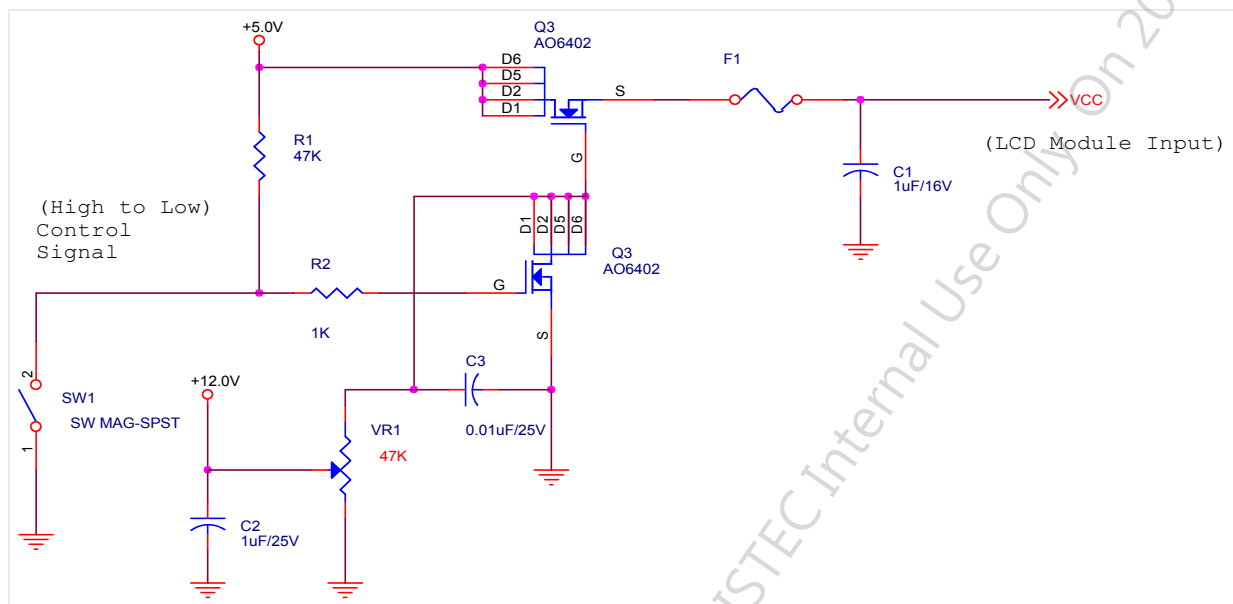 +5.0V
Q3
AO6402
D6
D5
D2
D1
S
G
F1
VCC
(LCD Module Input)
C1
1uF/16V
R1
47K
(High to Low)
Control
Signal
D1
D2
D5
D6
Q3
AO6402
R2
1K
G
S
2
SW1
SW MAG-SPST
1
+12.0V
C3
0.01uF/25V
VR1
47K
C2
1uF/25V
ISTEC Internal Use Only On 20